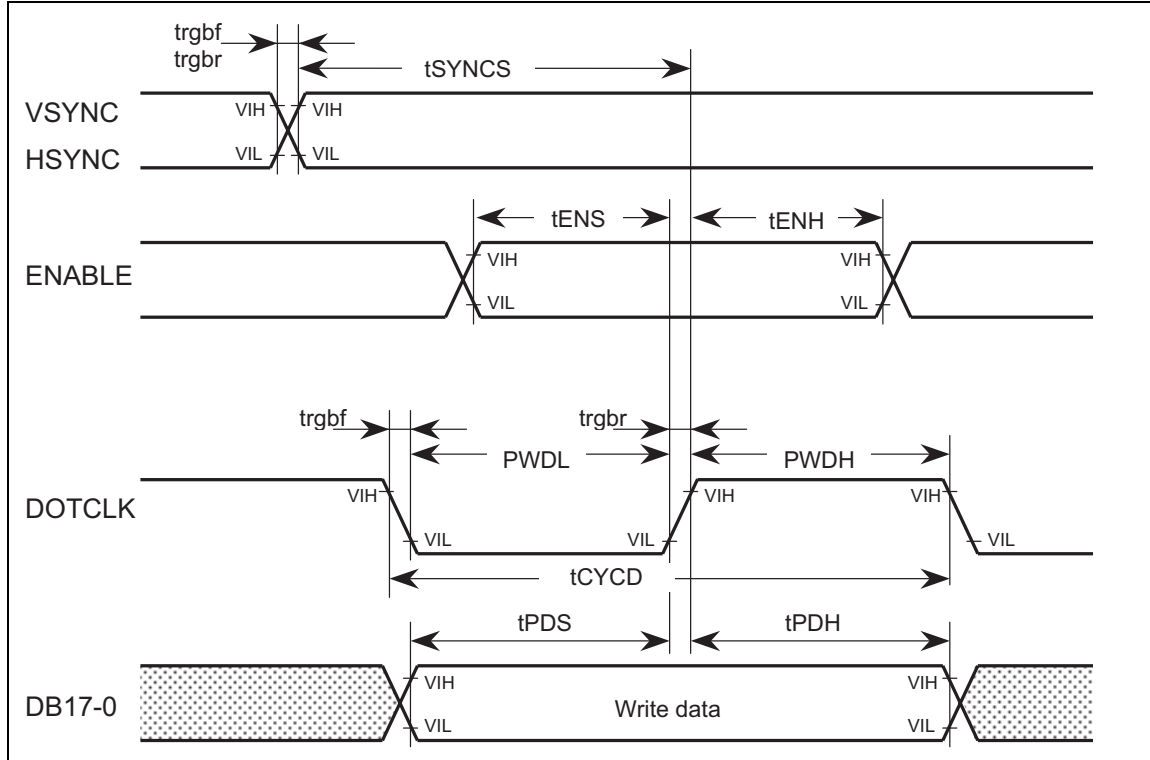 trgbf
trgbr
tSYNCS
VSYNC
VIH
VIH
HSYNC
VIL
VIL
tENS
tENH
ENABLE
VIH
VIH
VIL
VIL
trgbf
trgbr
PWDL
PWDH
DOTCLK
VIH
VIH
VIH
VIL
VIL
VIL
tCYCD
tPDS
tPDH
DB17-0
VIH
VIH
Write data
VIL
VIL